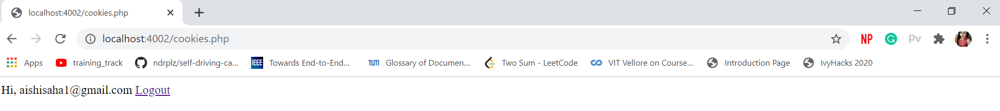 localhost:4002/cookies.php
localhost:4002/cookies.php NP G pv
Apps training_track ndrplz/self-driving-ca... IEEE Towards End-to-End... TUM Glossary of Documen... Two Sum - LeetCode VIT Vellore on Course... Introduction Page IvyHacks 2020
Hi, aishisaha1@gmail.com Logout